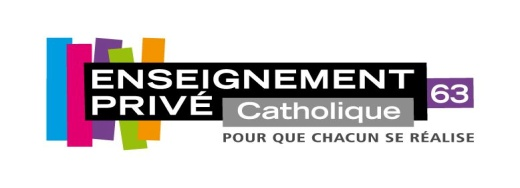 ENSEIGNEMENT
PRIVÉ Catholique 63
POUR QUE CHACUN SE RÉALISE